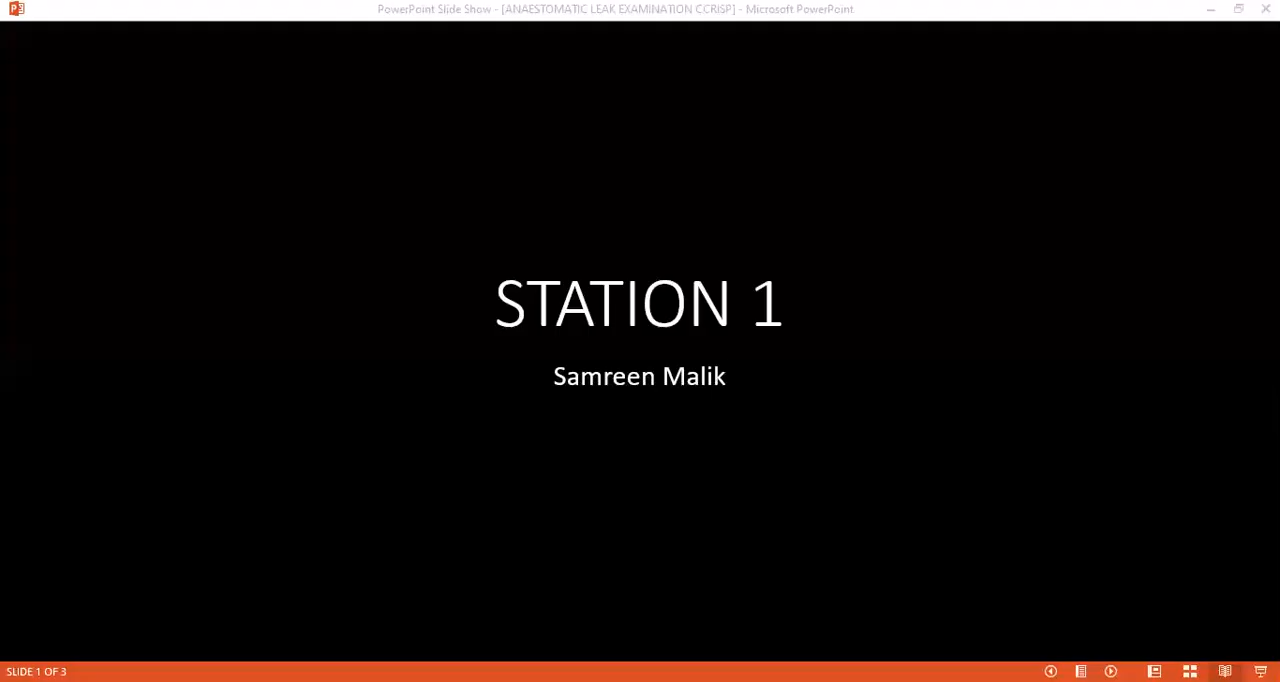 PowerPoint Slide Show - [ANAESTOMATIC LEAK EXAMINATION CCRISP] - Microsoft PowerPoint
STATION 1
Samreen Malik
SLIDE 1 OF 3